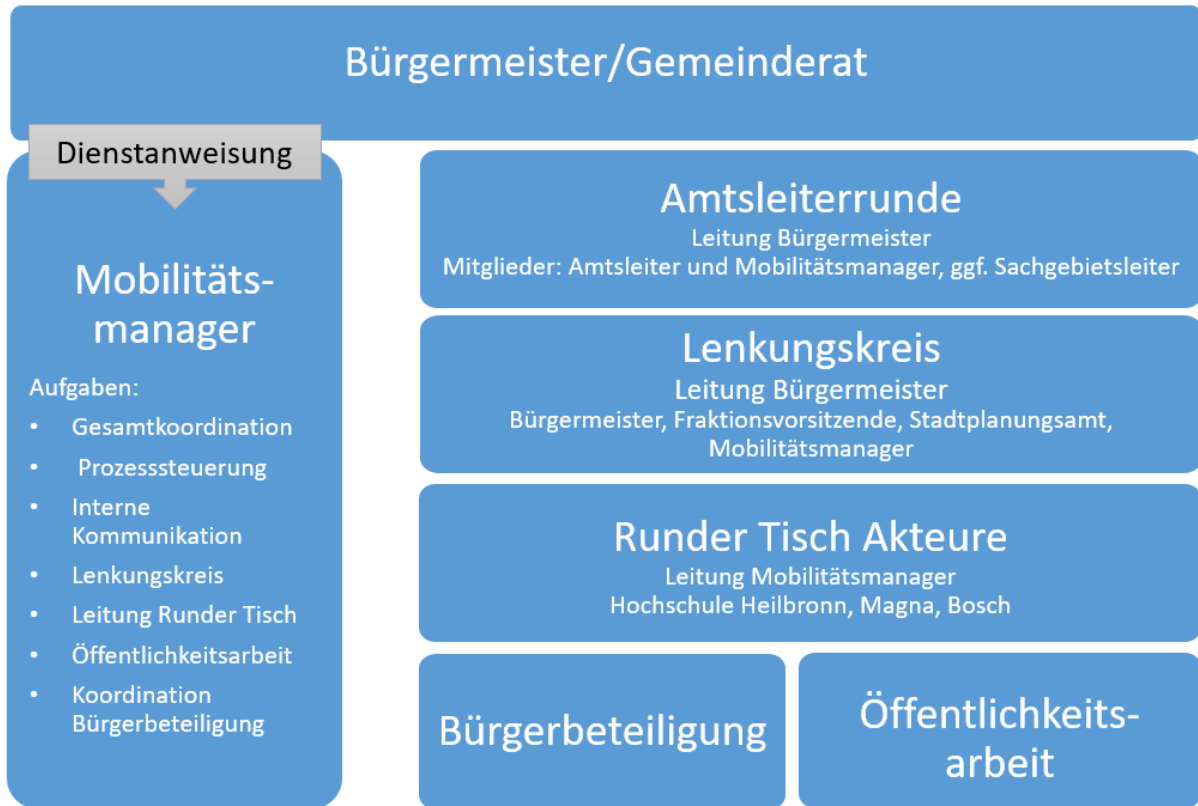 Bürgermeister/Gemeinderat
Dienstanweisung
Mobilitäts-
manager
Aufgaben:
• Gesamtkoordination
• Prozesssteuerung
• Interne
Kommunikation
• Lenkungskreis
• Leitung Runder Tisch
• Öffentlichkeitsarbeit
• Koordination
Bürgerbeteiligung
Amtsleiterrunde
Leitung Bürgermeister
Mitglieder: Amtsleiter und Mobilitätsmanager, ggf. Sachgebietsleiter
Lenkungskreis
Leitung Bürgermeister
Bürgermeister, Fraktionsvorsitzende, Stadtplanungsamt,
Mobilitätsmanager
Runder Tisch Akteure
Leitung Mobilitätsmanager
Hochschule Heilbronn, Magna, Bosch
Bürgerbeteiligung
Öffentlichkeits-
arbeit